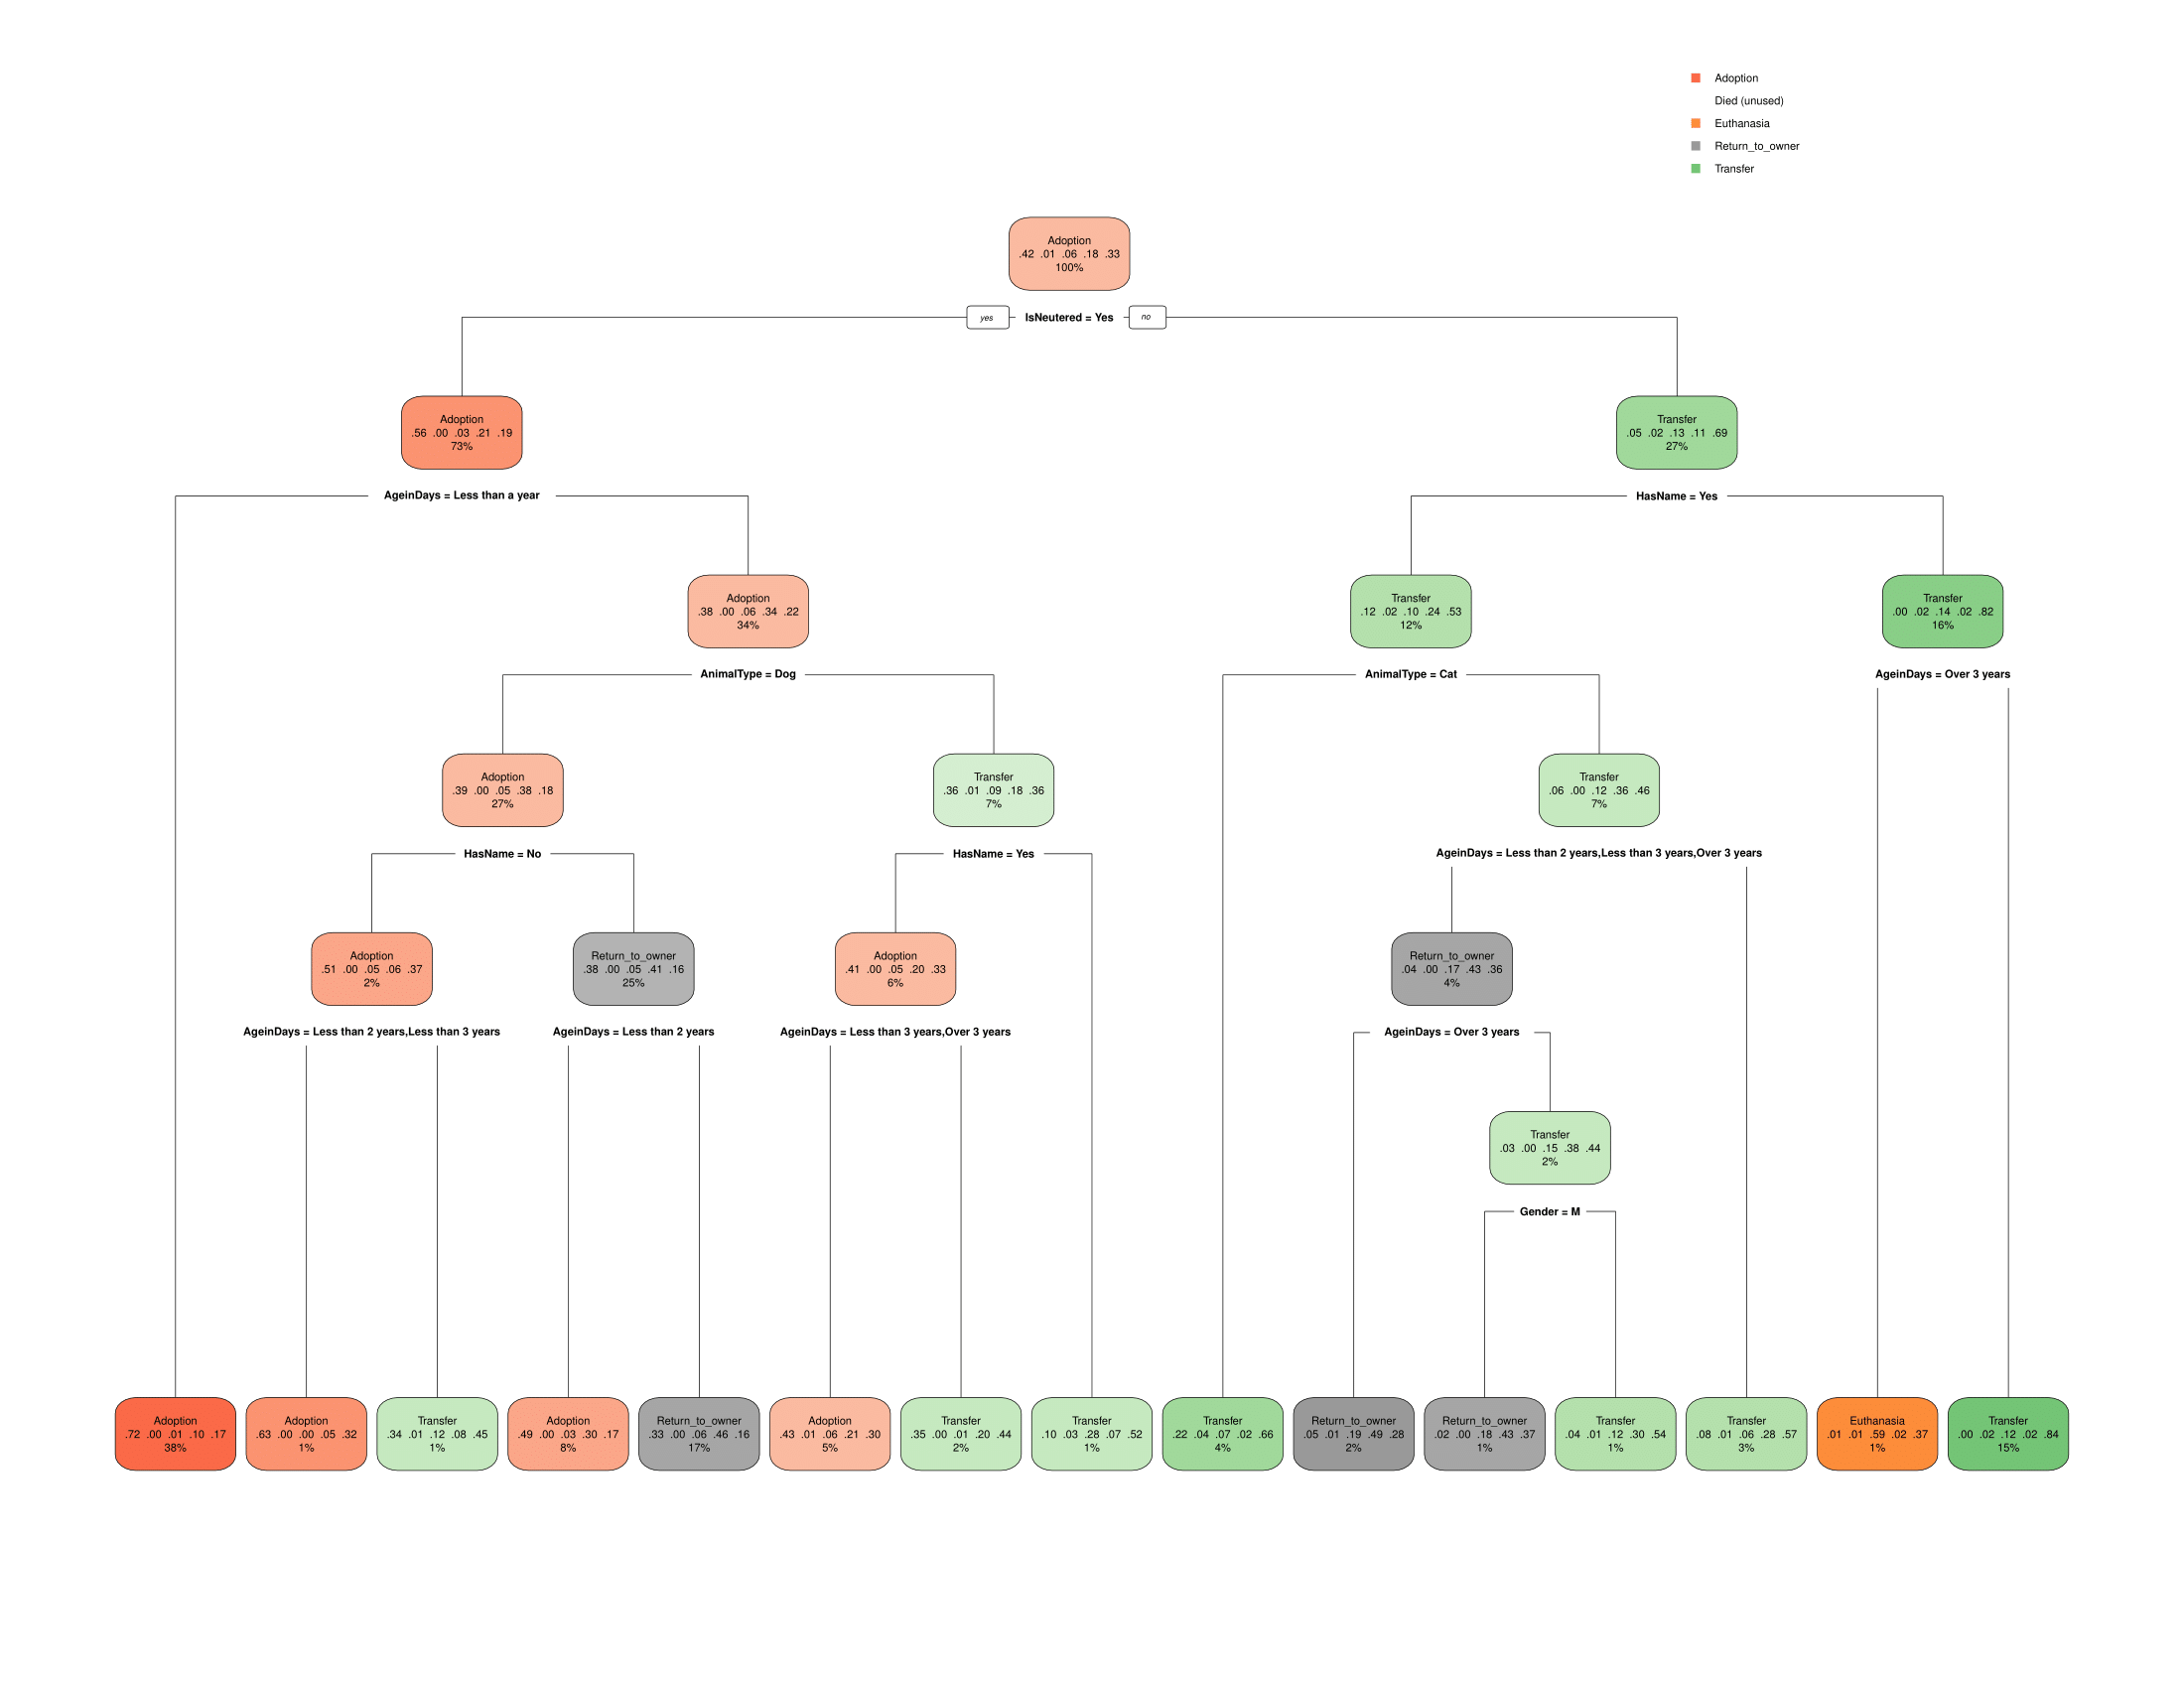 Adoption
Died (unused)
Euthanasia
Return_to_owner
Transfer
Adoption
.42 .01 .06 .18 .33
100%
yes IsNeutered = Yes no
Adoption
.56 .00 .03 .21 .19
73%
Transfer
.05 .02 .13 .11 .69
27%
AgeinDays = Less than a year
HasName = Yes
Adoption
.38 .00 .06 .34 .22
34%
Transfer
.12 .02 .10 .24 .53
12%
Transfer
.00 .02 .14 .02 .82
16%
AnimalType = Dog
AnimalType = Cat
AgeinDays = Over 3 years
Adoption
.39 .00 .05 .38 .18
27%
Transfer
.36 .01 .09 .18 .36
7%
Transfer
.06 .00 .12 .36 .46
7%
HasName = No
HasName = Yes
AgeinDays = Less than 2 years,Less than 3 years,Over 3 years
Adoption
.51 .00 .05 .06 .37
2%
Return_to_owner
.38 .00 .05 .41 .16
25%
Adoption
.41 .00 .05 .20 .33
6%
Return_to_owner
.04 .00 .17 .43 .36
4%
AgeinDays = Less than 2 years,Less than 3 years
AgeinDays = Less than 2 years
AgeinDays = Less than 3 years,Over 3 years
AgeinDays = Over 3 years
Transfer
.03 .00 .15 .38 .44
2%
Gender = M
Adoption
.72 .00 .01 .10 .17
38%
Adoption
.63 .00 .00 .05 .32
1%
Transfer
.34 .01 .12 .08 .45
1%
Adoption
.49 .00 .03 .30 .17
8%
Return_to_owner
.33 .00 .06 .46 .16
17%
Adoption
.43 .01 .06 .21 .30
5%
Transfer
.35 .00 .01 .20 .44
2%
Transfer
.10 .03 .28 .07 .52
1%
Transfer
.22 .04 .07 .02 .66
4%
Return_to_owner
.05 .01 .19 .49 .28
2%
Return_to_owner
.02 .00 .18 .43 .37
1%
Transfer
.04 .01 .12 .30 .54
1%
Transfer
.08 .01 .06 .28 .57
3%
Euthanasia
.01 .01 .59 .02 .37
1%
Transfer
.00 .02 .12 .02 .84
15%